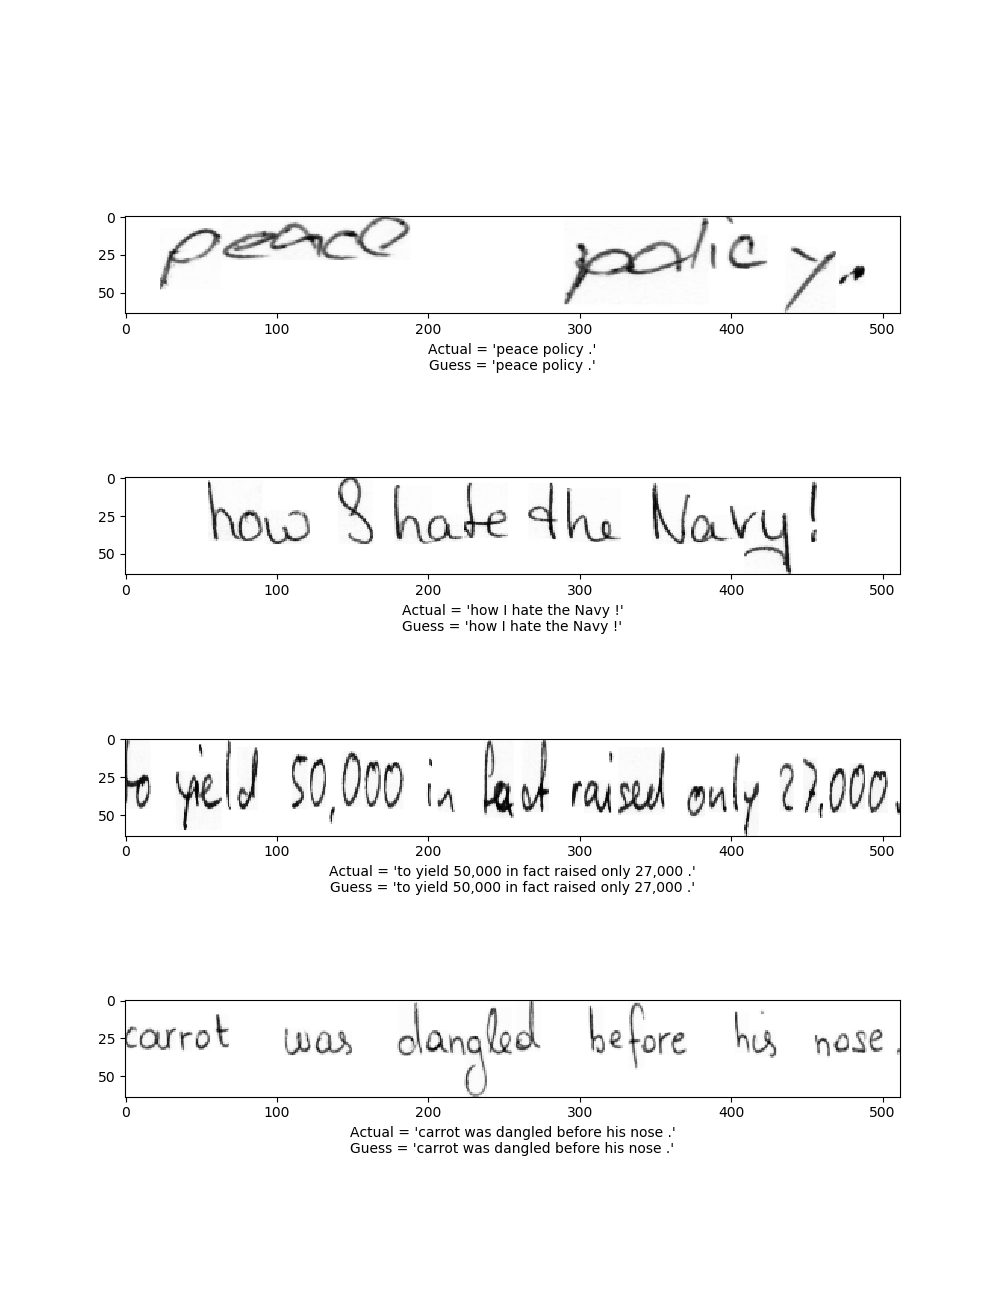 0
25
50
peace policy.
0 100 200 300 400 500
Actual = 'peace policy .'
Guess = 'peace policy .'
0
25
50
how I hate the Navy!
0 100 200 300 400 500
Actual = 'how I hate the Navy !'
Guess = 'how I hate the Navy !'
0
25
50
to yield 50,000 in fact raised only 27,000.
0 100 200 300 400 500
Actual = 'to yield 50,000 in fact raised only 27,000 .'
Guess = 'to yield 50,000 in fact raised only 27,000 .'
0
25
50
carrot was dangled before his nose.
0 100 200 300 400 500
Actual = 'carrot was dangled before his nose .'
Guess = 'carrot was dangled before his nose .'